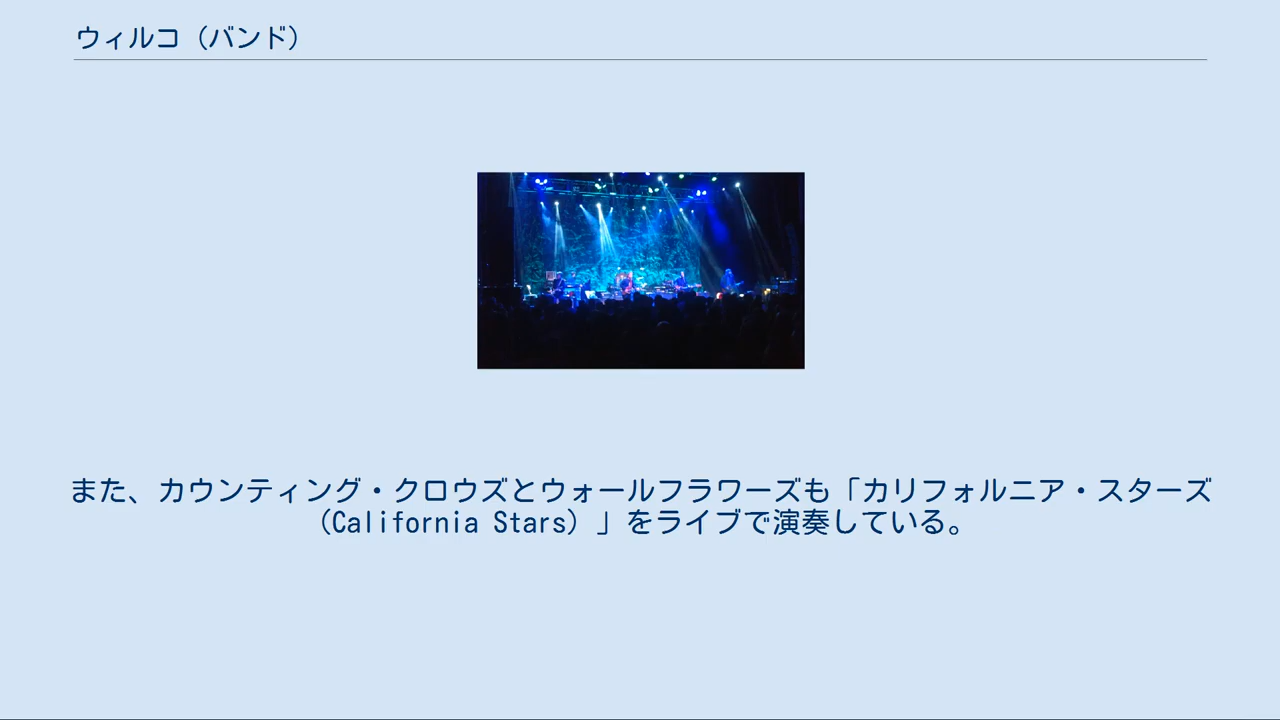 ウィルコ（バンド）
また、カウンティング・クロウズとウォールフラワーズも「カリフォルニア・スターズ
（California Stars）」をライブで演奏している。